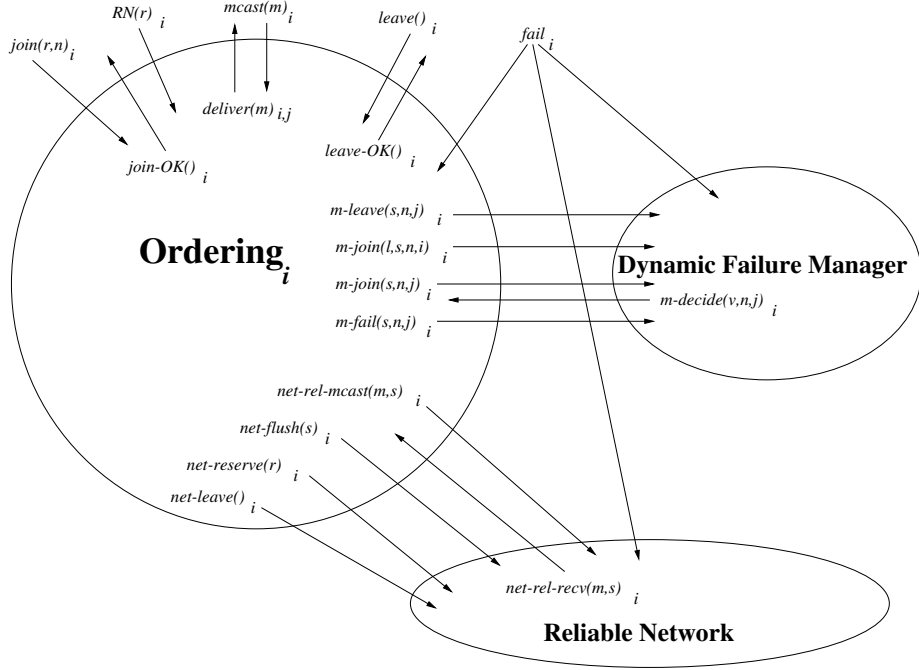 RN(r) i
mcast(m) i
leave() i
fail i
join(r,n) i
deliver(m) i,j
join-OK() i
leave-OK() i
m-leave(s,n,j) i
Ordering i
m-join(l,s,n,i) i
Dynamic Failure Manager
m-join(s,n,j) i
m-decide(v,n,j) i
m-fail(s,n,j) i
net-rel-mcast(m,s) i
net-flush(s) i
net-reserve(r) i
net-leave() i
net-rel-recv(m,s) i
Reliable Network